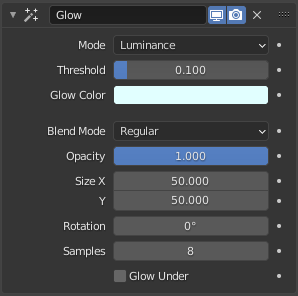 Glow
Mode Luminance
Threshold 0.100
Glow Color
Blend Mode Regular
Opacity 1.000
Size X 50.000
Y 50.000
Rotation 0°
Samples 8
Glow Under